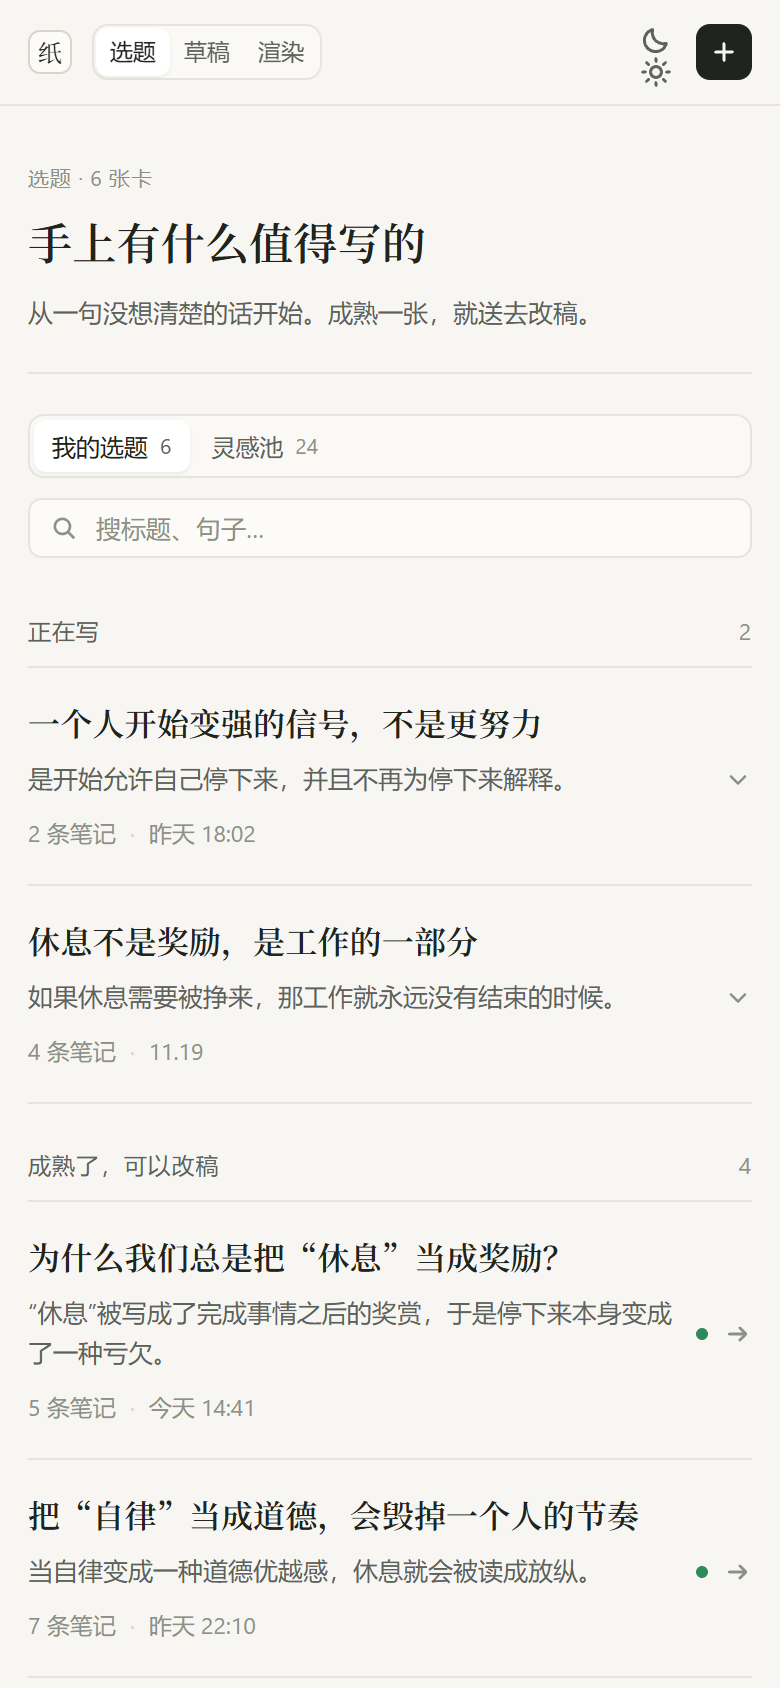 纸 选题 草稿 渲染
选题 · 6 张卡
手上有什么值得写的
从一句没想清楚的话开始。成熟一张，就送去改稿。
我的选题 6 灵感池 24
搜标题、句子...
正在写 2
一个人开始变强的信号，不是更努力
是开始允许自己停下来，并且不再为停下来解释。
2 条笔记 · 昨天 18:02
休息不是奖励，是工作的一部分
如果休息需要被挣来，那工作就永远没有结束的时候。
4 条笔记 · 11.19
成熟了，可以改稿 4
为什么我们总是把“休息”当成奖励？
“休息”被写成了完成事情之后的奖赏，于是停下来本身变成
了一种亏欠。
5 条笔记 · 今天 14:41
把“自律”当成道德，会毁掉一个人的节奏
当自律变成一种道德优越感，休息就会被读成放纵。
7 条笔记 · 昨天 22:10